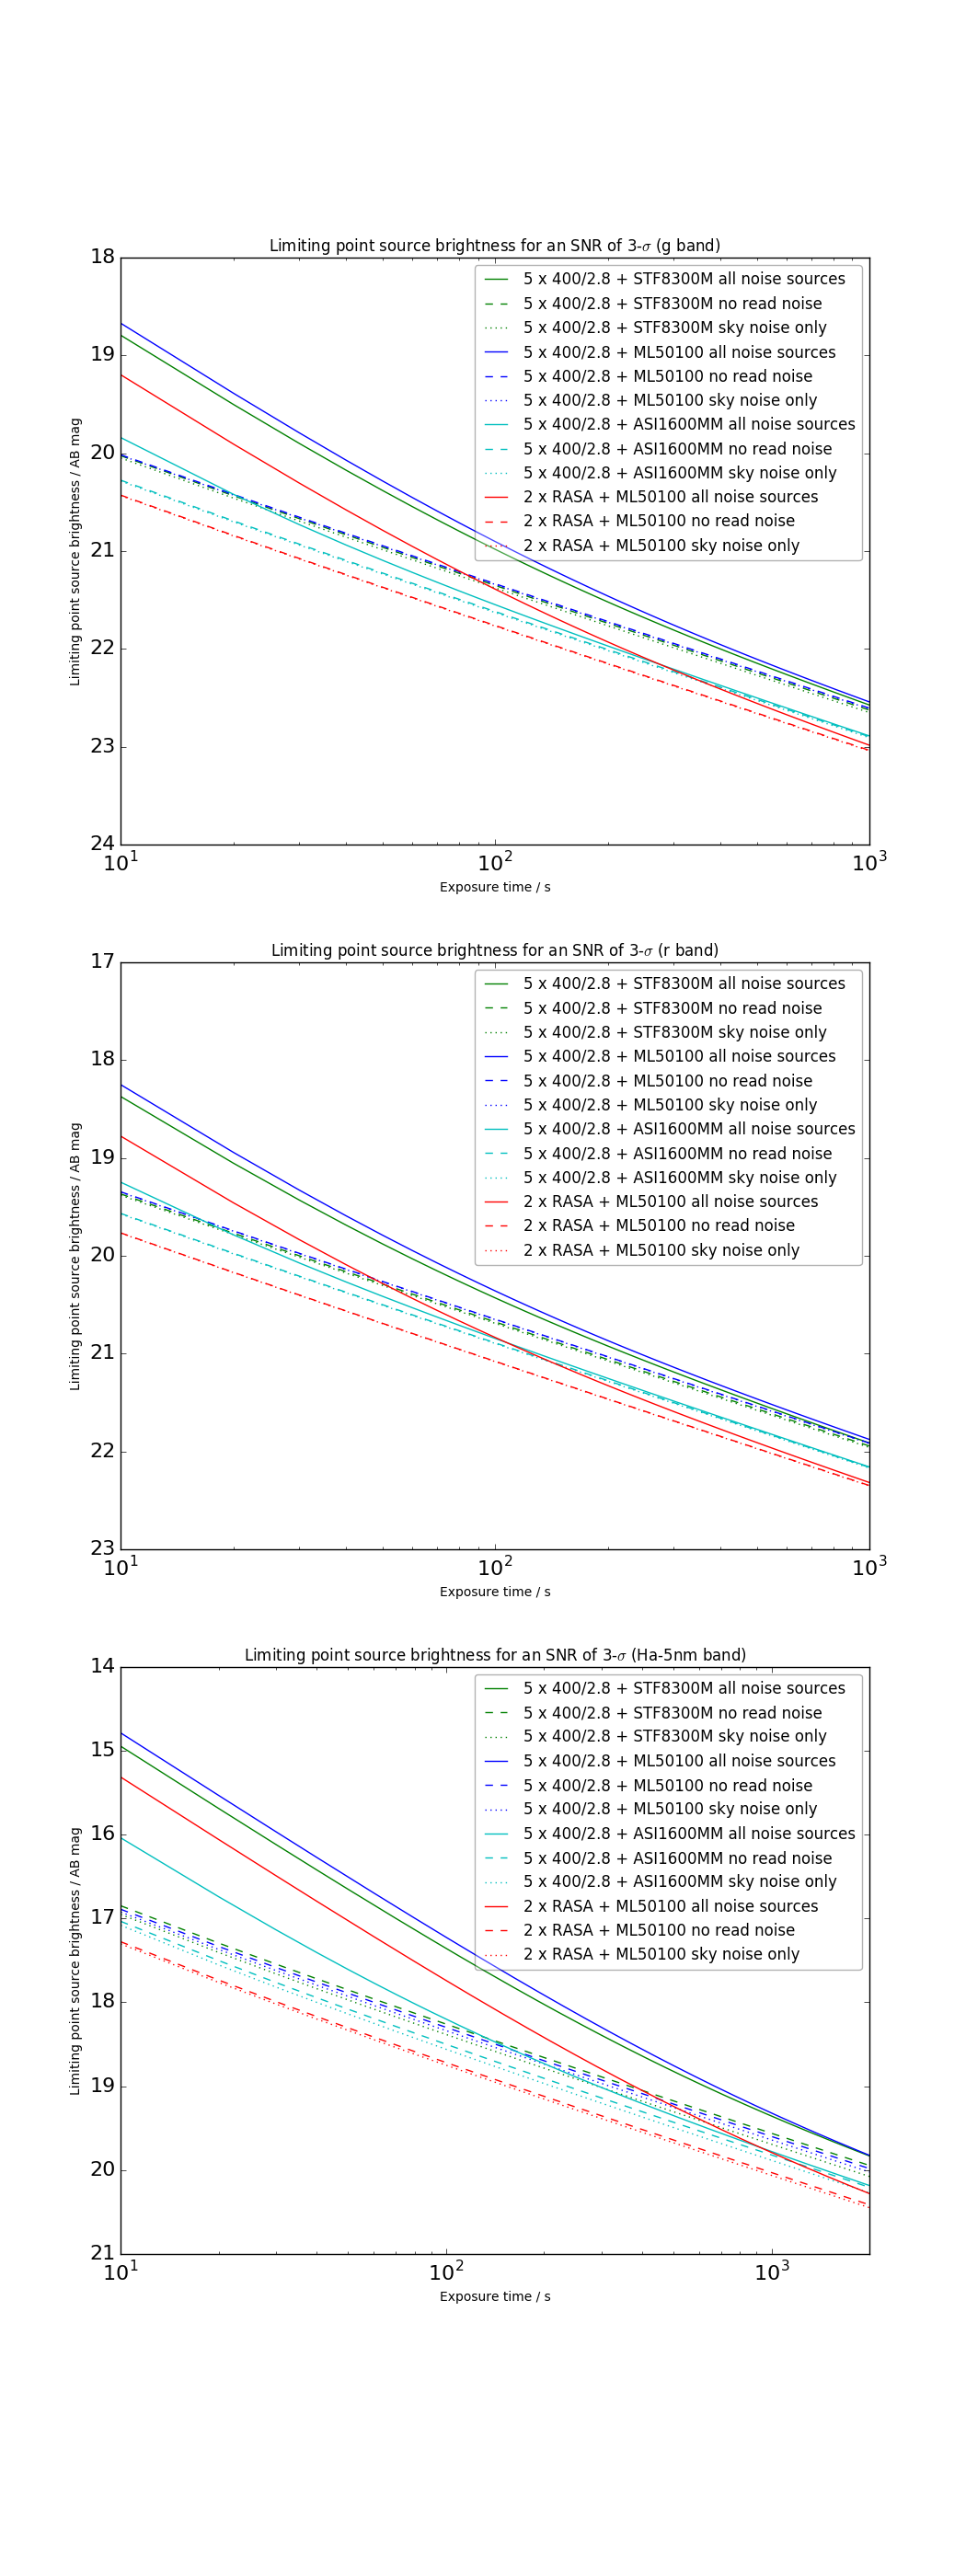 Limiting point source brightness for an SNR of 3-σ (g band)
18
19
20
21
22
23
24
Limiting point source brightness / AB mag
5 x 400/2.8 + STF8300M all noise sources
5 x 400/2.8 + STF8300M no read noise
5 x 400/2.8 + STF8300M sky noise only
5 x 400/2.8 + ML50100 all noise sources
5 x 400/2.8 + ML50100 no read noise
5 x 400/2.8 + ML50100 sky noise only
5 x 400/2.8 + ASI1600MM all noise sources
5 x 400/2.8 + ASI1600MM no read noise
5 x 400/2.8 + ASI1600MM sky noise only
2 x RASA + ML50100 all noise sources
2 x RASA + ML50100 no read noise
2 x RASA + ML50100 sky noise only
10¹ 10² 10³
Exposure time / s
Limiting point source brightness for an SNR of 3-σ (r band)
17
18
19
20
21
22
23
Limiting point source brightness / AB mag
5 x 400/2.8 + STF8300M all noise sources
5 x 400/2.8 + STF8300M no read noise
5 x 400/2.8 + STF8300M sky noise only
5 x 400/2.8 + ML50100 all noise sources
5 x 400/2.8 + ML50100 no read noise
5 x 400/2.8 + ML50100 sky noise only
5 x 400/2.8 + ASI1600MM all noise sources
5 x 400/2.8 + ASI1600MM no read noise
5 x 400/2.8 + ASI1600MM sky noise only
2 x RASA + ML50100 all noise sources
2 x RASA + ML50100 no read noise
2 x RASA + ML50100 sky noise only
10¹ 10² 10³
Exposure time / s
Limiting point source brightness for an SNR of 3-σ (Ha-5nm band)
14
15
16
17
18
19
20
21
Limiting point source brightness / AB mag
5 x 400/2.8 + STF8300M all noise sources
5 x 400/2.8 + STF8300M no read noise
5 x 400/2.8 + STF8300M sky noise only
5 x 400/2.8 + ML50100 all noise sources
5 x 400/2.8 + ML50100 no read noise
5 x 400/2.8 + ML50100 sky noise only
5 x 400/2.8 + ASI1600MM all noise sources
5 x 400/2.8 + ASI1600MM no read noise
5 x 400/2.8 + ASI1600MM sky noise only
2 x RASA + ML50100 all noise sources
2 x RASA + ML50100 no read noise
2 x RASA + ML50100 sky noise only
10¹ 10² 10³
Exposure time / s